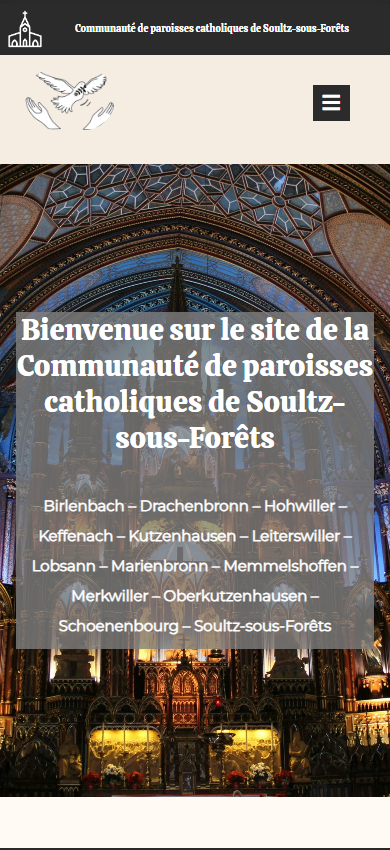 Communauté de paroisses catholiques de Soultz-sous-Forêts
Bienvenue sur le site de la
Communauté de paroisses
catholiques de Soultz-
sous-Forêts
Birlenbach – Drachenbronn – Hohwiller –
Keffenach – Kutzenhausen – Leiterswiller –
Lobsann – Marienbronn – Memmelshoffen –
Merkwiller – Oberkutzenhausen –
Schoenenbourg – Soultz-sous-Forêts